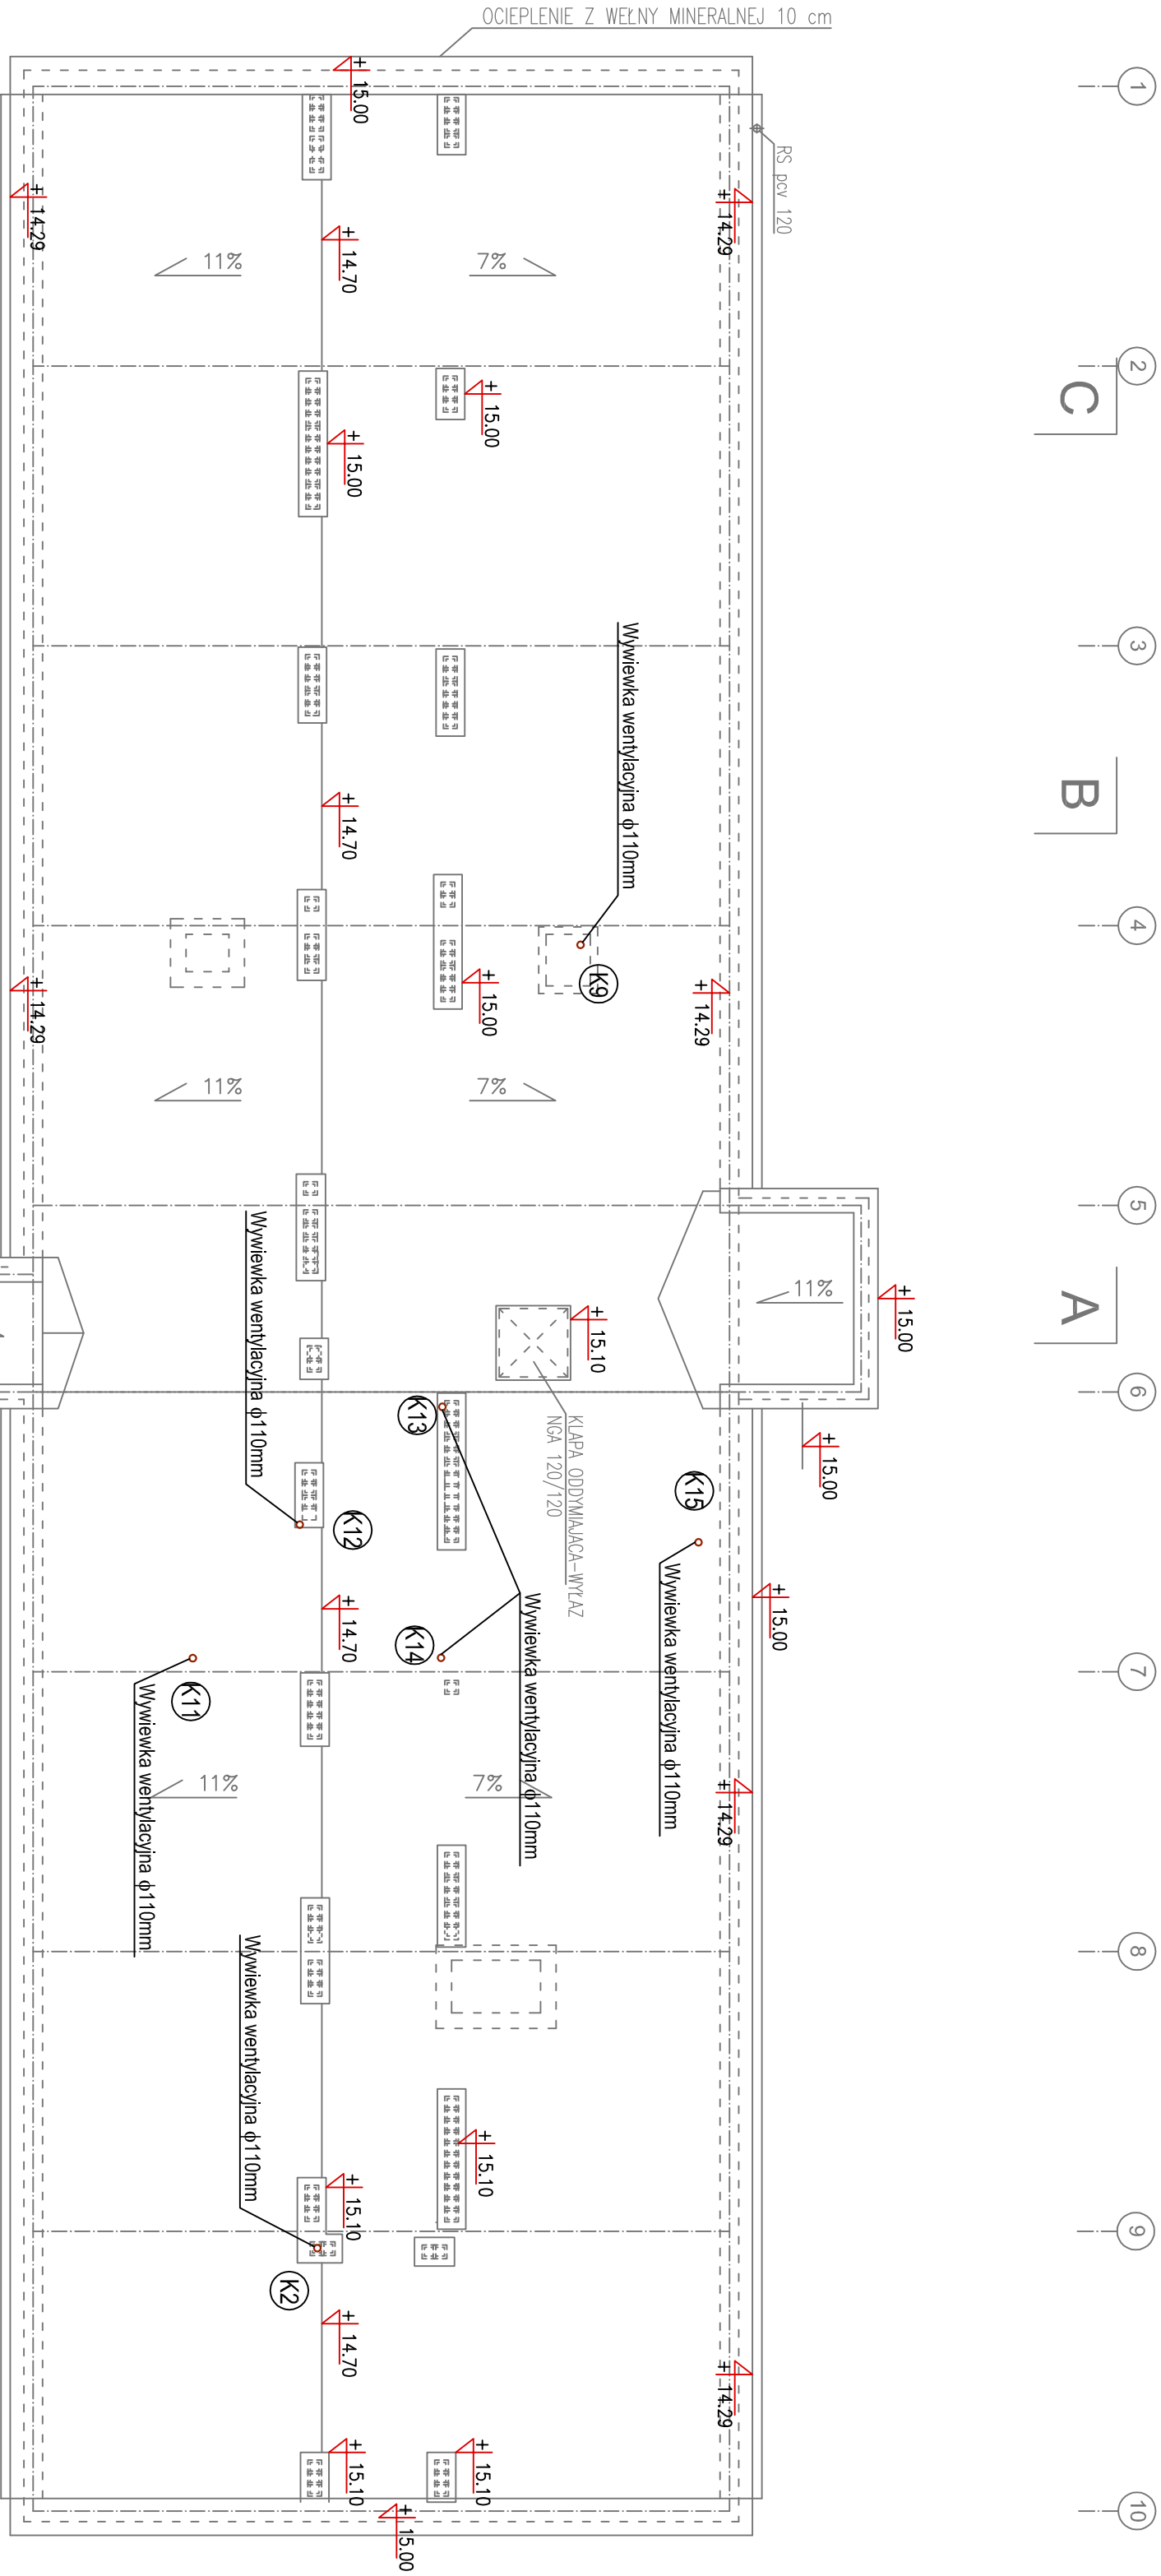 OCIEPLENIE Z WEŁNY MINERALNEJ 10 cm
1
+ 15.00
RS pcv 120
+ 14.29
+ 14.29
+ 14.70
11%
7%
2
C
+ 15.00
+ 15.00
3
Wywiewka wentylacyjna ϕ110mm
B
+ 14.70
4
K9
+ 15.00
+ 14.29
+ 14.29
11%
7%
5
Wywiewka wentylacyjna ϕ110mm
11%
+ 15.00
A
+ 15.10
6
K13
KLAPA ODDYMIAJACA-WYŁAZ
NGA 120/120
+ 15.00
K15
K12
Wywiewka wentylacyjna ϕ110mm
+ 15.00
+ 14.70
K14
Wywiewka wentylacyjna ϕ110mm
7
K11
Wywiewka wentylacyjna ϕ110mm
11%
7%
+ 14.29
8
Wywiewka wentylacyjna ϕ110mm
+ 15.10
+ 15.10
9
K2
+ 14.70
+ 14.29
+ 15.10
+ 15.10
+ 15.00
10